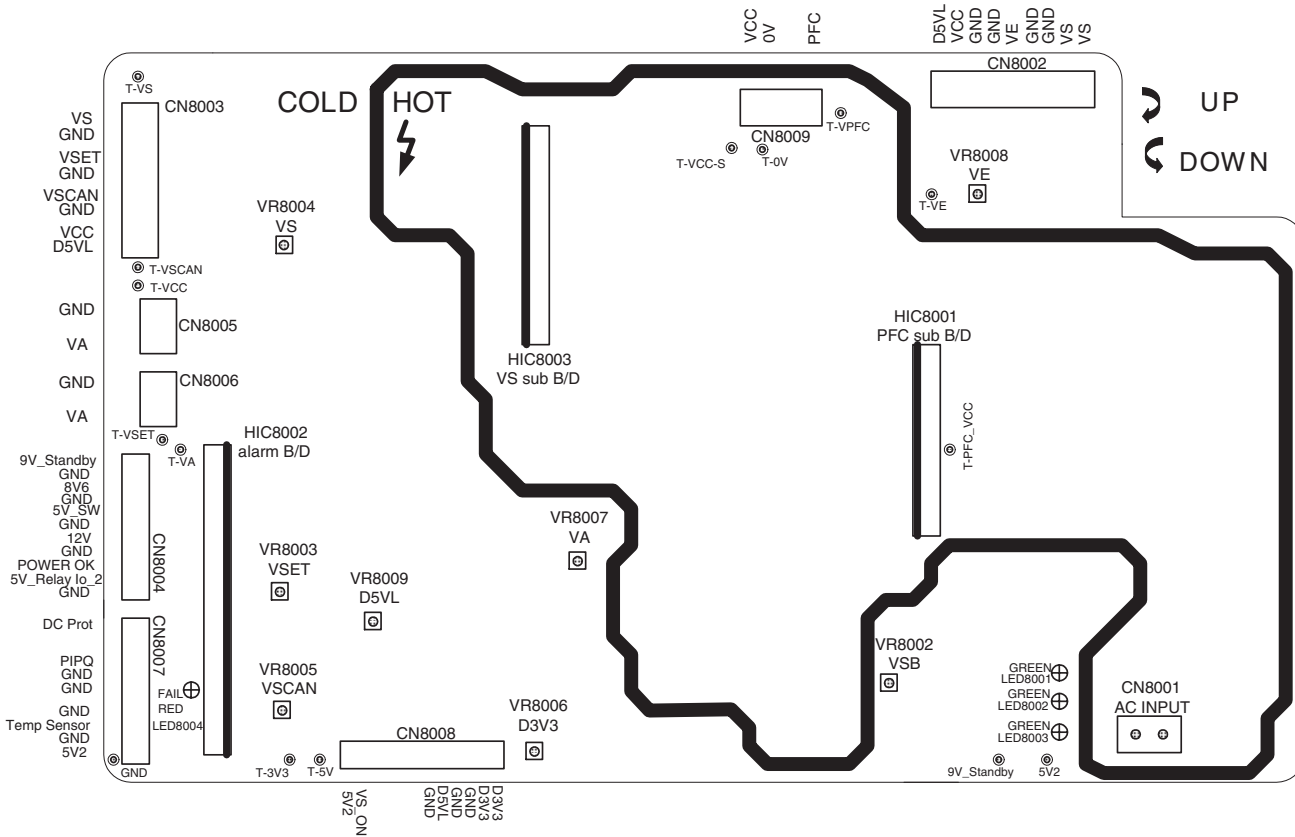 VCC
0V
PFC
D5VL
VCC
GND
GND
VE
GND
GND
VS
VS
CN8002
T-VS
CN8003
COLD
HOT
UP
DOWN
CN8009
T-VPFC
T-VCC-S
T-0V
VR8008
VE
T-VE
VS
GND
VSET
GND
VSCAN
GND
VCC
D5VL
VR8004
VS
T-VSCAN
T-VCC
GND
VA
CN8005
GND
VA
CN8006
HIC8003
VS sub B/D
HIC8001
PFC sub B/D
T-PFC_VCC
T-VSET
T-VA
HIC8002
alarm B/D
9V_Standby
GND
8V6
GND
5V_SW
GND
12V
GND
POWER OK
5V_Relay Io_2
GND
CN8004
VR8007
VA
VR8003
VSET
VR8009
D5VL
DC Prot
PIPQ
GND
GND
GND
Temp Sensor
GND
5V2
CN8007
FAIL
RED
LED8004
VR8005
VSCAN
VR8006
D3V3
VR8002
VSB
GREEN
LED8001
GREEN
LED8002
GREEN
LED8003
CN8001
AC INPUT
CN8008
GND
T-3V3
T-5V
9V_Standby
5V2
VS_ON
5V2
D5VL
GND
GND
GND
D3V3
D3V3